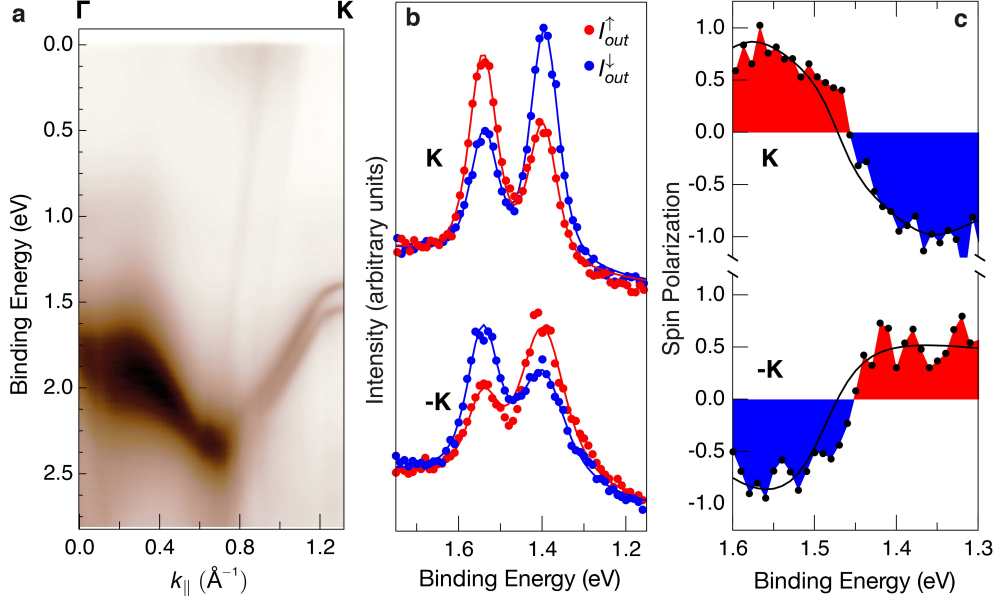 a
Γ
K
0.0
0.5
1.0
1.5
2.0
2.5
Binding Energy (eV)
0.0
0.4
0.8
1.2
k∥ (Å⁻¹)
b
I↑out
I↓out
K
-K
Intensity (arbitrary units)
1.6
1.4
1.2
Binding Energy (eV)
c
1.0
0.5
0.0
-0.5
-1.0
K
1.0
0.5
0.0
-0.5
-1.0
-K
Spin Polarization
1.6
1.5
1.4
1.3
Binding Energy (eV)